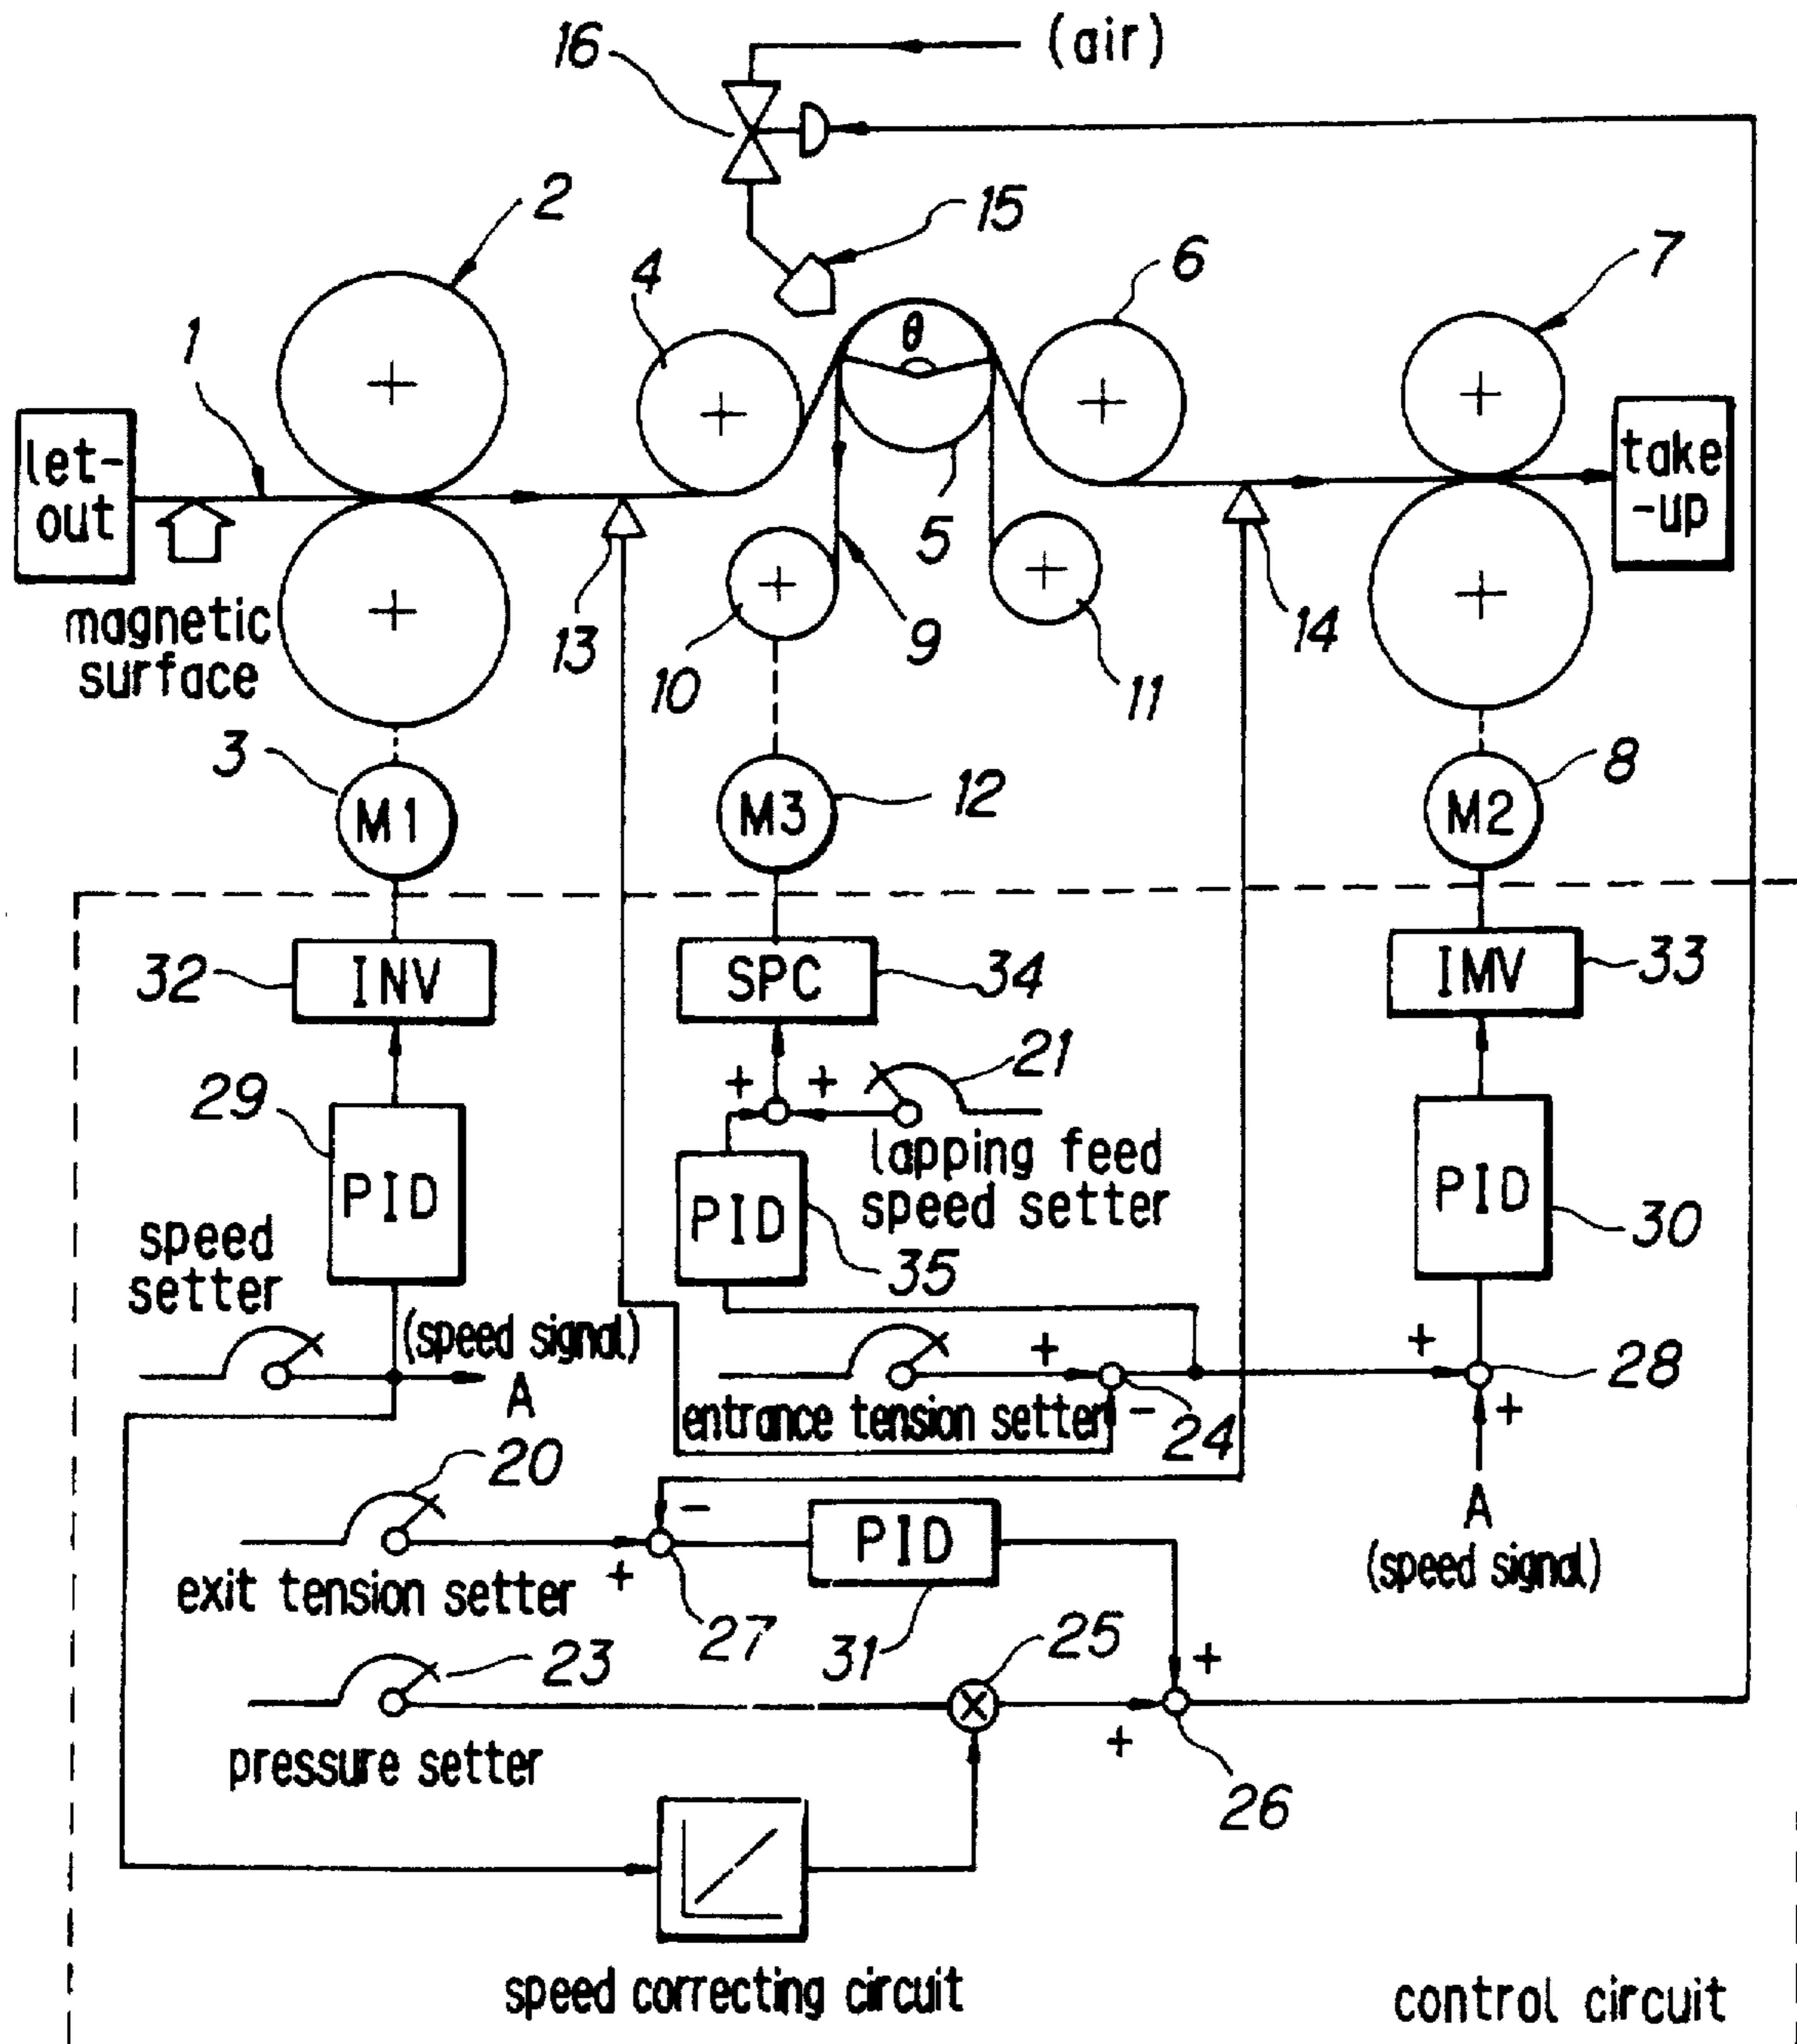 16
(air)
2
15
6
7
4
1
θ
let-
out
take
-up
5
13
9
14
magnetic
surface
10
11
3
M1
M3
12
M2
8
32
INV
SPC
34
IMV
33
29
+
+
21
PID
lapping feed
speed setter
PID
PID
30
35
speed
setter
(speed signal)
A
+
+
28
entrance tension setter
-
24
+
20
A
(speed signal)
-
PID
exit tension setter
+
27
31
25
23
+
pressure setter
+
26
speed correcting circuit
control circuit